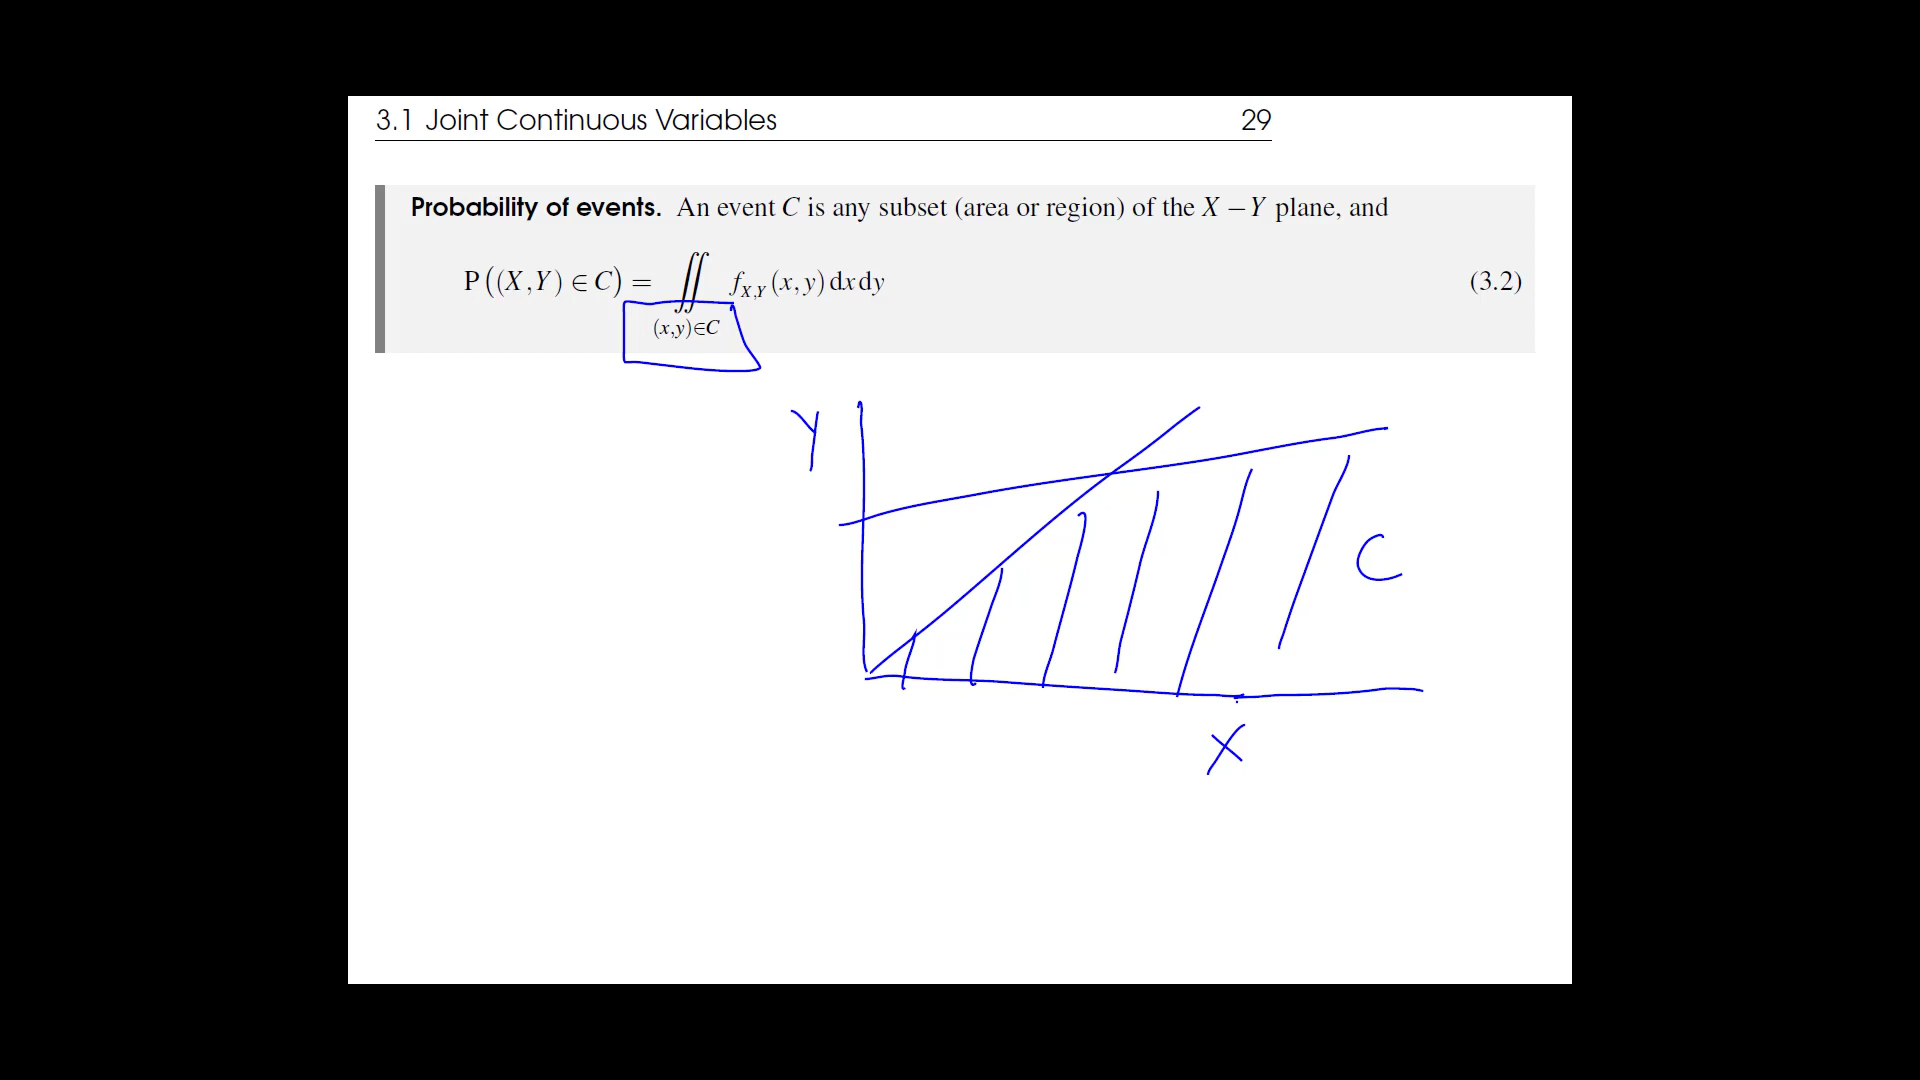 3.1 Joint Continuous Variables 29
Probability of events. An event C is any subset (area or region) of the X − Y plane, and
P((X,Y) ∈ C) = ∬ f_{X,Y}(x,y) dx dy (3.2)
(x,y)∈C
Y
C
X